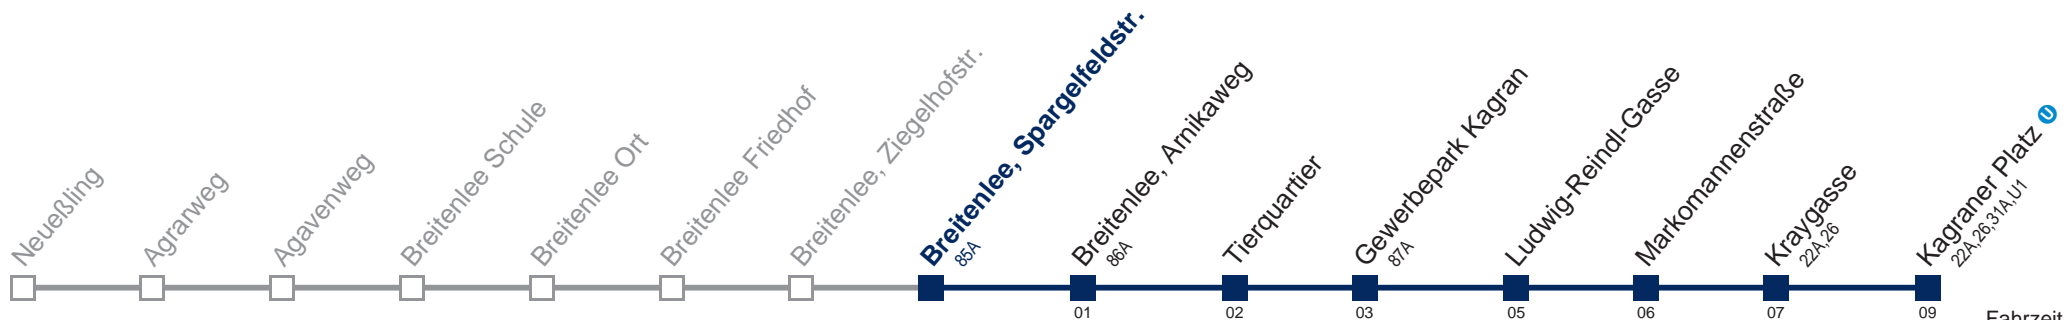 Neueßling
Agrarweg
Agavenweg
Breitenlee Schule
Breitenlee Ort
Breitenlee Friedhof
Breitenlee, Ziegelhofstr.
Breitenlee, Spargelfeldstr.
85A
Breitenlee, Arnikaweg
86A
Tierquartier
Gewerbepark Kagran
87A
Ludwig-Reindl-Gasse
Markomannenstraße
Kraygasse
22A,26
Kagraner Platz U
22A,26,31A,U1
01
02
03
05
06
07
09
Fahrzeit